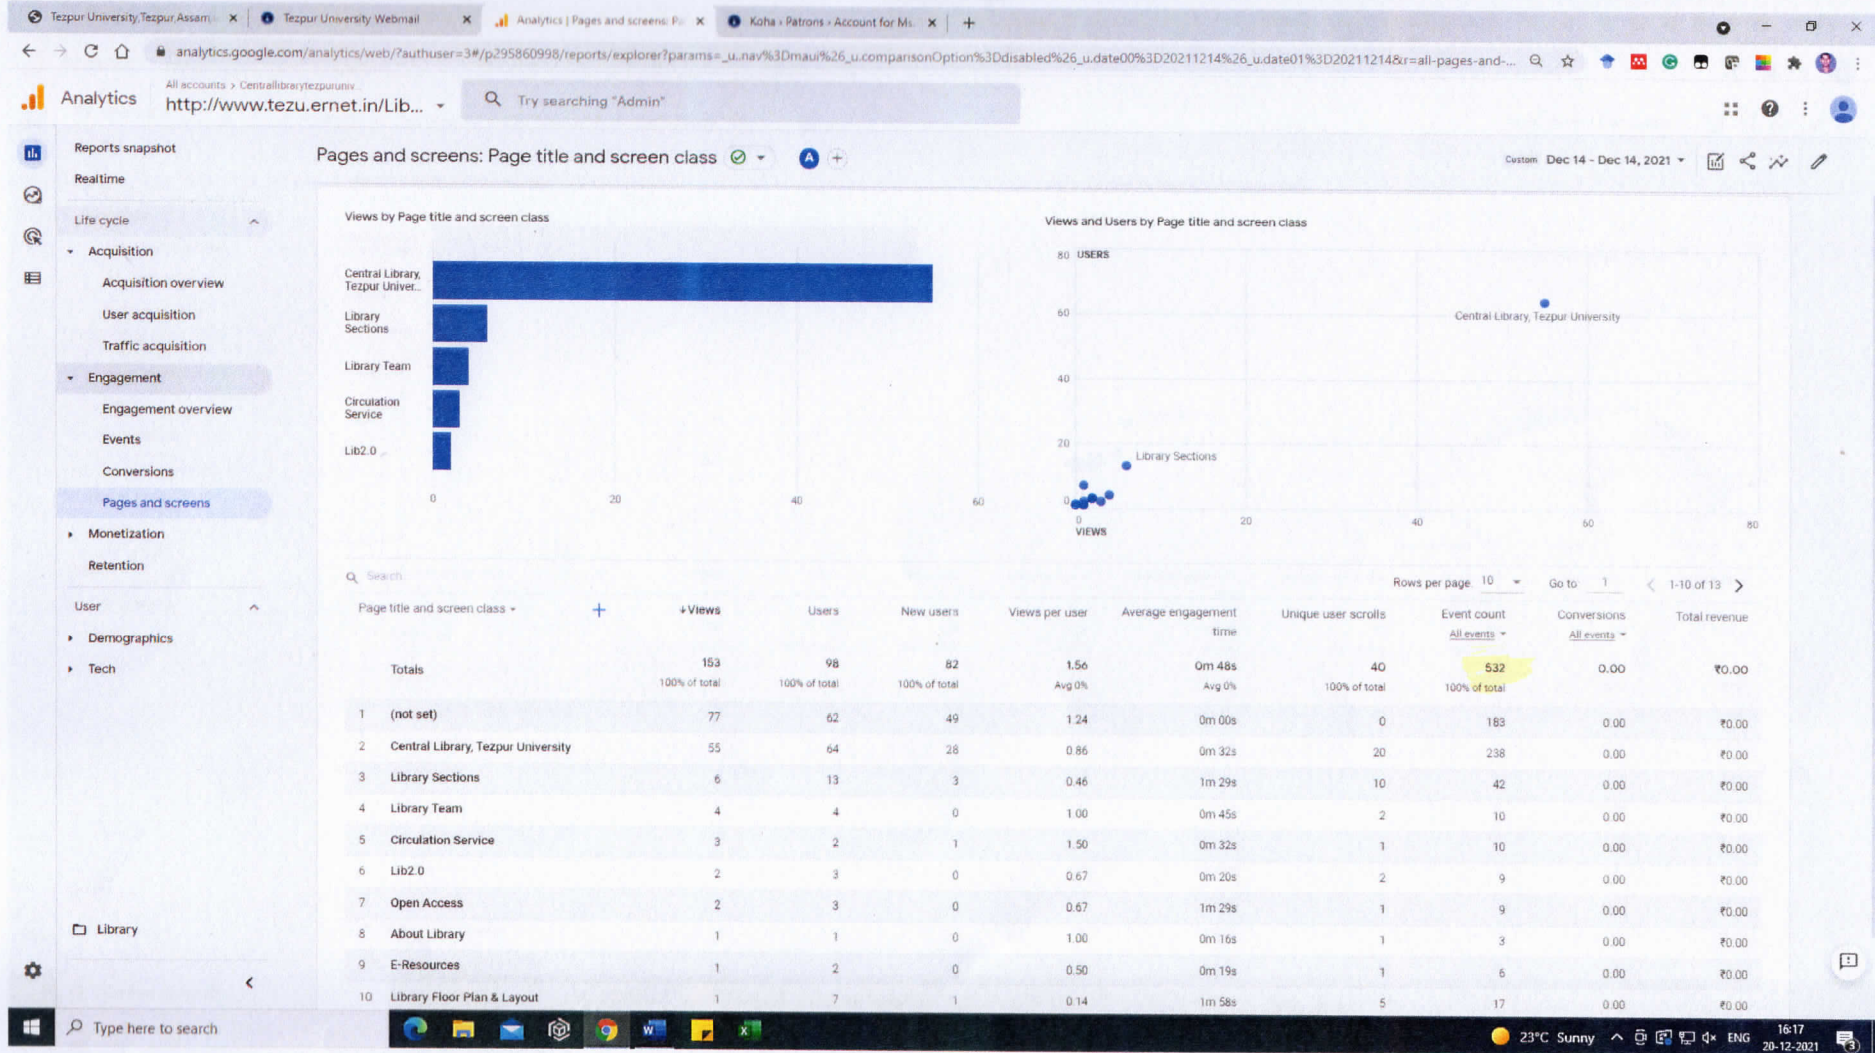 Tezpur University,Tezpur,Assam
Tezpur University Webmail
Analytics | Pages and screens: Pa
Koha › Patrons › Account for Ms.
analytics.google.com/analytics/web/?authuser=3#/p295860998/reports/explorer?params=_u..nav%3Dmaui%26_u.comparisonOption%3Ddisabled%26_u.date00%3D20211214%26_u.date01%3D20211214&r=all-pages-and-...
Analytics
All accounts > Centrallibrarytezpuruniv...
http://www.tezu.ernet.in/Lib...
Try searching "Admin"
Reports snapshot
Realtime
Life cycle
Acquisition
Acquisition overview
User acquisition
Traffic acquisition
Engagement
Engagement overview
Events
Conversions
Pages and screens
Monetization
Retention
User
Demographics
Tech
Library
Pages and screens: Page title and screen class
A
Custom Dec 14 - Dec 14, 2021
Views by Page title and screen class
Central Library,
Tezpur Univer...
Library
Sections
Library Team
Circulation
Service
Lib2.0
0 20 40 60
Views and Users by Page title and screen class
80 USERS
60
Central Library, Tezpur University
40
20
Library Sections
0
0 20 40 60 80
VIEWS
Search
Rows per page 10 Go to 1 1-10 of 13
Page title and screen class Views Users New users Views per user Average engagement Unique user scrolls Event count Conversions Total revenue
time All events All events
Totals 153 98 82 1.56 0m 48s 40 532 0.00 ₹0.00
100% of total 100% of total 100% of total Avg 0% Avg 0% 100% of total 100% of total
1 (not set) 77 62 49 1.24 0m 00s 0 183 0.00 ₹0.00
2 Central Library, Tezpur University 55 64 28 0.86 0m 32s 20 238 0.00 ₹0.00
3 Library Sections 6 13 3 0.46 1m 29s 10 42 0.00 ₹0.00
4 Library Team 4 4 0 1.00 0m 45s 2 10 0.00 ₹0.00
5 Circulation Service 3 2 1 1.50 0m 32s 1 10 0.00 ₹0.00
6 Lib2.0 2 3 0 0.67 0m 20s 2 9 0.00 ₹0.00
7 Open Access 2 3 0 0.67 1m 29s 1 9 0.00 ₹0.00
8 About Library 1 1 0 1.00 0m 16s 1 3 0.00 ₹0.00
9 E-Resources 1 2 0 0.50 0m 19s 1 6 0.00 ₹0.00
10 Library Floor Plan & Layout 1 7 1 0.14 1m 58s 5 17 0.00 ₹0.00
Type here to search
23°C Sunny
ENG
16:17
20-12-2021
3